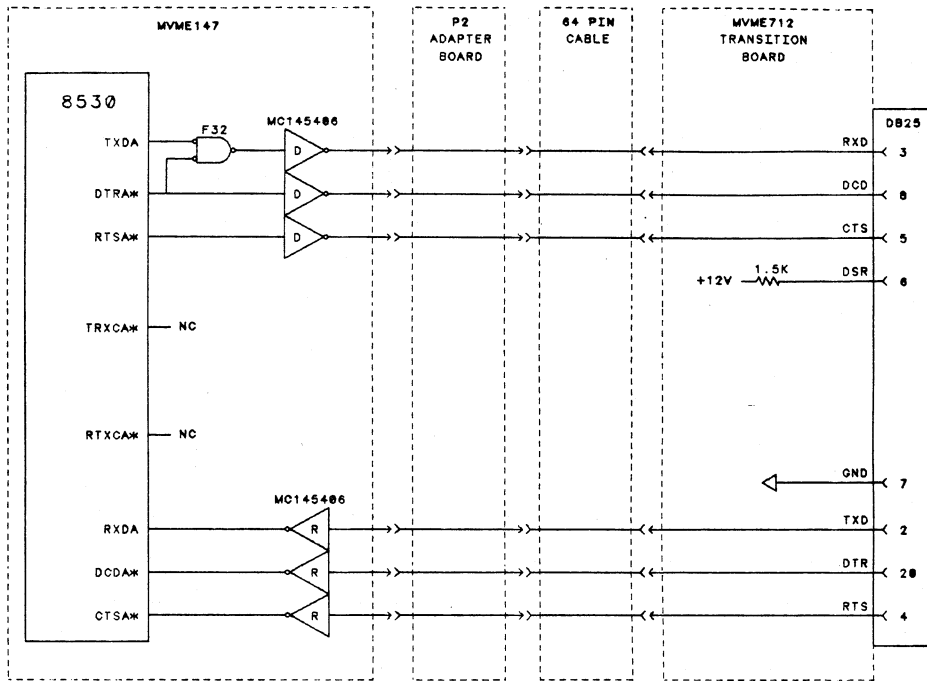 MVME147
P2
ADAPTER
BOARD
64 PIN
CABLE
MVME712
TRANSITION
BOARD
8530
TXDA
F32
MC145406
D
RXD
3
DB25
DTRA*
D
DCD
8
RTSA*
D
CTS
5
+12V
1.5K
DSR
6
TRXCA*
NC
RTXCA*
NC
GND
7
MC145406
RXDA
R
TXD
2
DCDA*
R
DTR
20
CTSA*
R
RTS
4